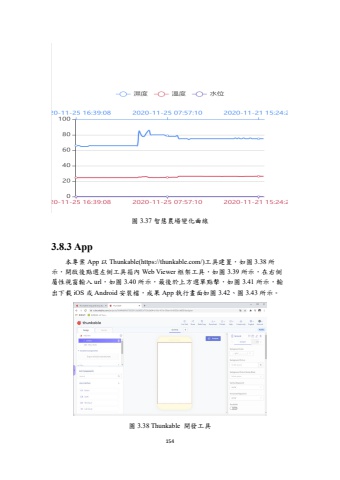 濕度 溫度 水位
20-11-25 16:39:08 2020-11-25 07:57:10 2020-11-21 15:24:2
100
80
60
40
20
0
20-11-25 16:39:08 2020-11-25 07:57:10 2020-11-21 15:24:2
圖 3.37 智慧農場變化曲線
3.8.3 App
本專案 App 以 Thunkable(https://thunkable.com/)工具建置，如圖 3.38 所
示，開啟後點選左側工具箱內 Web Viewer 框架工具，如圖 3.39 所示，在右側
屬性視窗輸入 url，如圖 3.40 所示，最後於上方選單點擊，如圖 3.41 所示，輸
出下載 iOS 或 Android 安裝檔，成果 App 執行畫面如圖 3.42、圖 3.43 所示。
thunkable
圖 3.38 Thunkable 開發工具
154